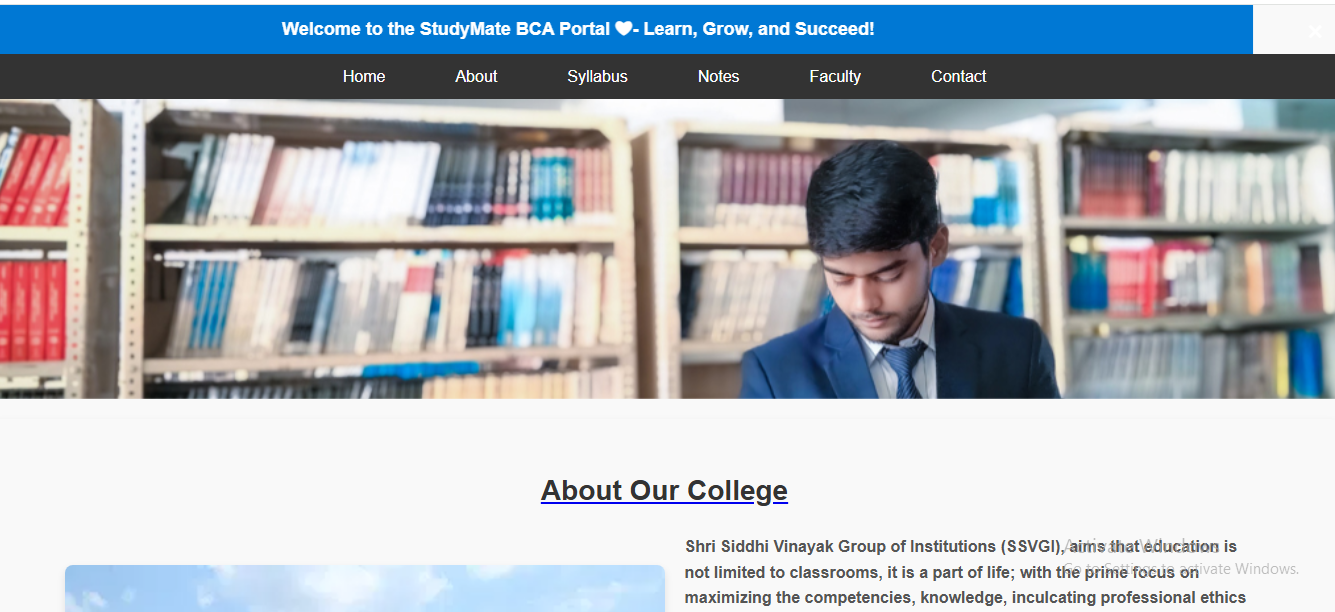 Welcome to the StudyMate BCA Portal 🤍- Learn, Grow, and Succeed!
×
Home About Syllabus Notes Faculty Contact
About Our College
Shri Siddhi Vinayak Group of Institutions (SSVGI), aims that education is
not limited to classrooms, it is a part of life; with the prime focus on
maximizing the competencies, knowledge, inculcating professional ethics
Activate Windows
Go to Settings to activate Windows.